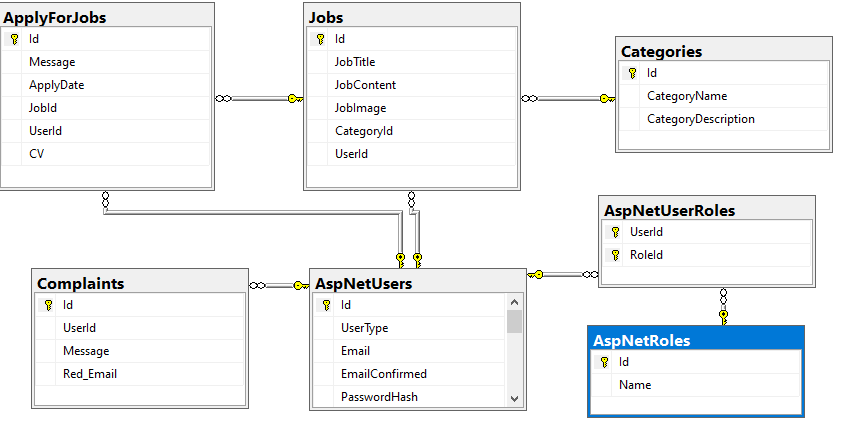 ApplyForJobs
Id
Message
ApplyDate
JobId
UserId
CV
Jobs
Id
JobTitle
JobContent
JobImage
CategoryId
UserId
Categories
Id
CategoryName
CategoryDescription
AspNetUserRoles
UserId
RoleId
Complaints
Id
UserId
Message
Red_Email
AspNetUsers
Id
UserType
Email
EmailConfirmed
PasswordHash
AspNetRoles
Id
Name